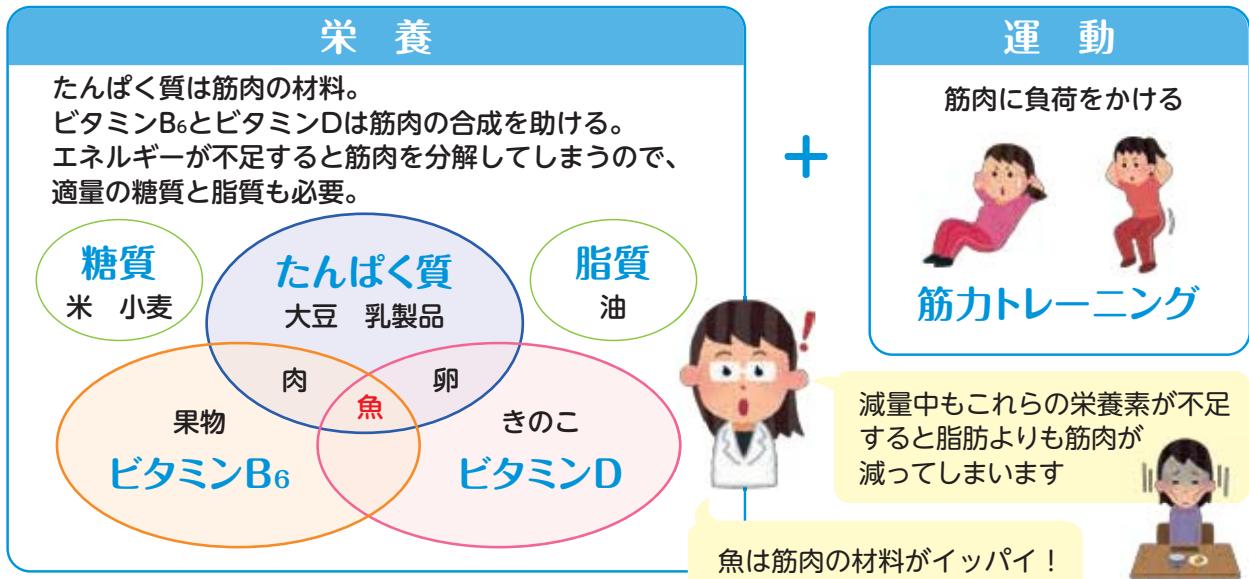 栄 養
たんぱく質は筋肉の材料。
ビタミンB₆とビタミンDは筋肉の合成を助ける。
エネルギーが不足すると筋肉を分解してしまうので、
適量の糖質と脂質も必要。
糖質
米 小麦
たんぱく質
大豆 乳製品
脂質
油
肉
魚
卵
果物
ビタミンB₆
きのこ
ビタミンD
+
運 動
筋肉に負荷をかける
筋力トレーニング
!
減量中もこれらの栄養素が不足
すると脂肪よりも筋肉が
減ってしまいます
魚は筋肉の材料がイッパイ!